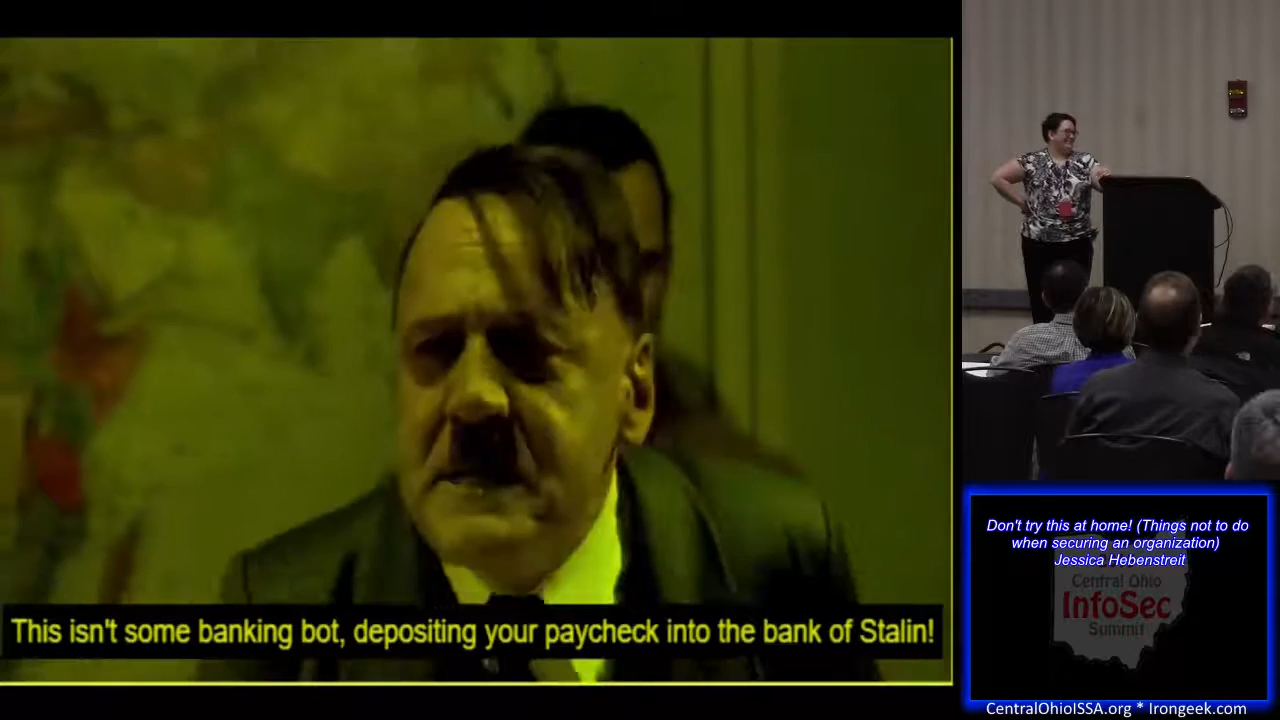 This isn't some banking bot, depositing your paycheck into the bank of Stalin!
Don't try this at home! (Things not to do
when securing an organization)
Jessica Hebenstreit
Central Ohio
InfoSec
Summit
CentralOhioISSA.org * Irongeek.com